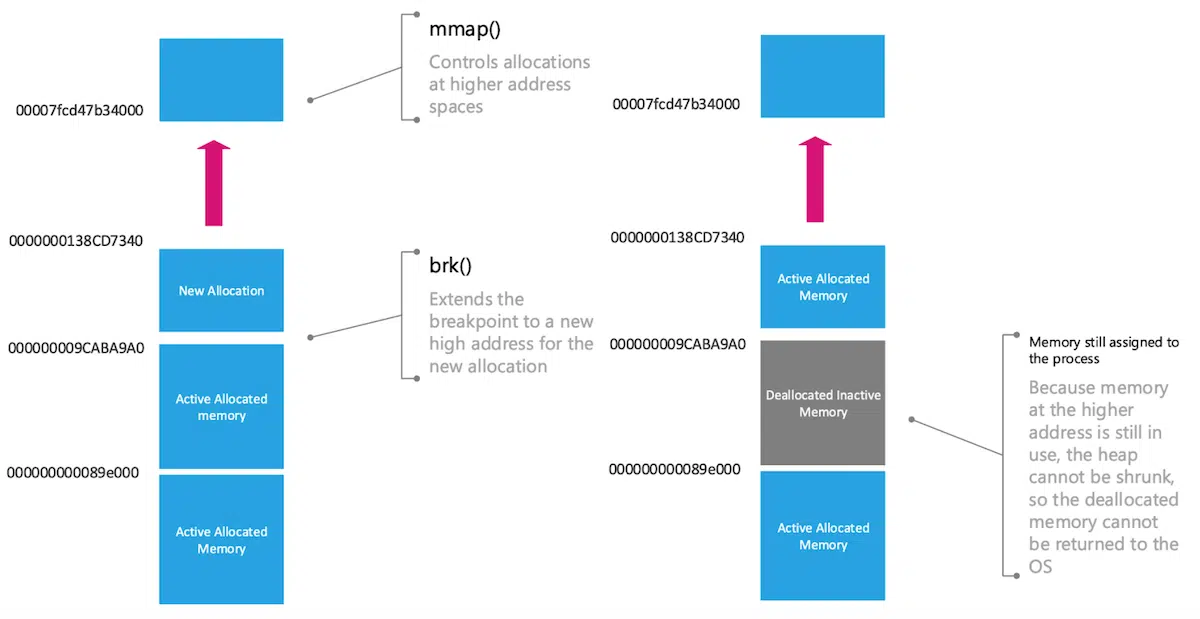 mmap()
Controls allocations
at higher address
spaces
00007fcd47b34000
0000000138CD7340
New Allocation
brk()
Extends the
breakpoint to a new
high address for the
new allocation
000000009CABA9A0
Active Allocated
memory
000000000089e000
Active Allocated
Memory
00007fcd47b34000
0000000138CD7340
Active Allocated
Memory
000000009CABA9A0
Deallocated Inactive
Memory
000000000089e000
Active Allocated
Memory
Memory still assigned to
the process
Because memory
at the higher
address is still in
use, the heap
cannot be shrunk,
so the deallocated
memory cannot
be returned to the
OS